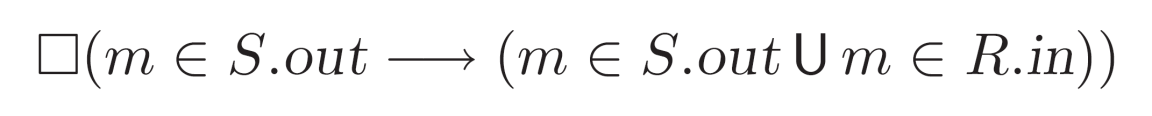 □(m ∈ S.out ⟶ (m ∈ S.out U m ∈ R.in))